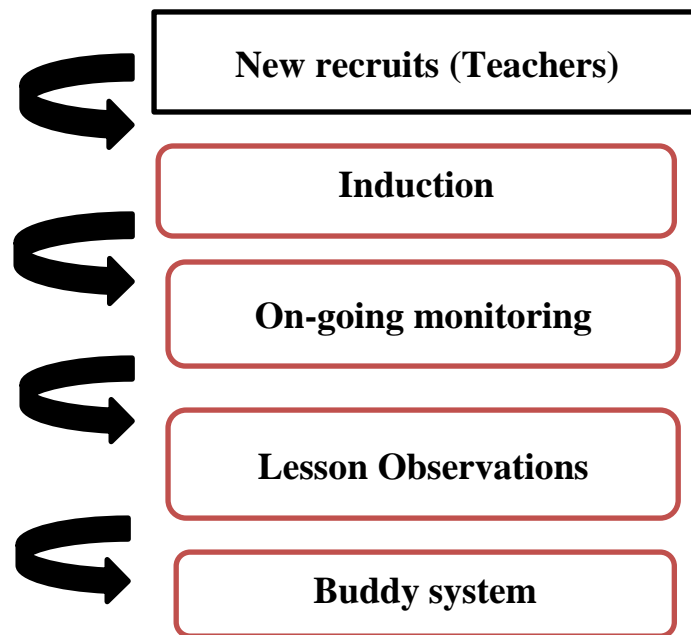 New recruits (Teachers)
Induction
On-going monitoring
Lesson Observations
Buddy system